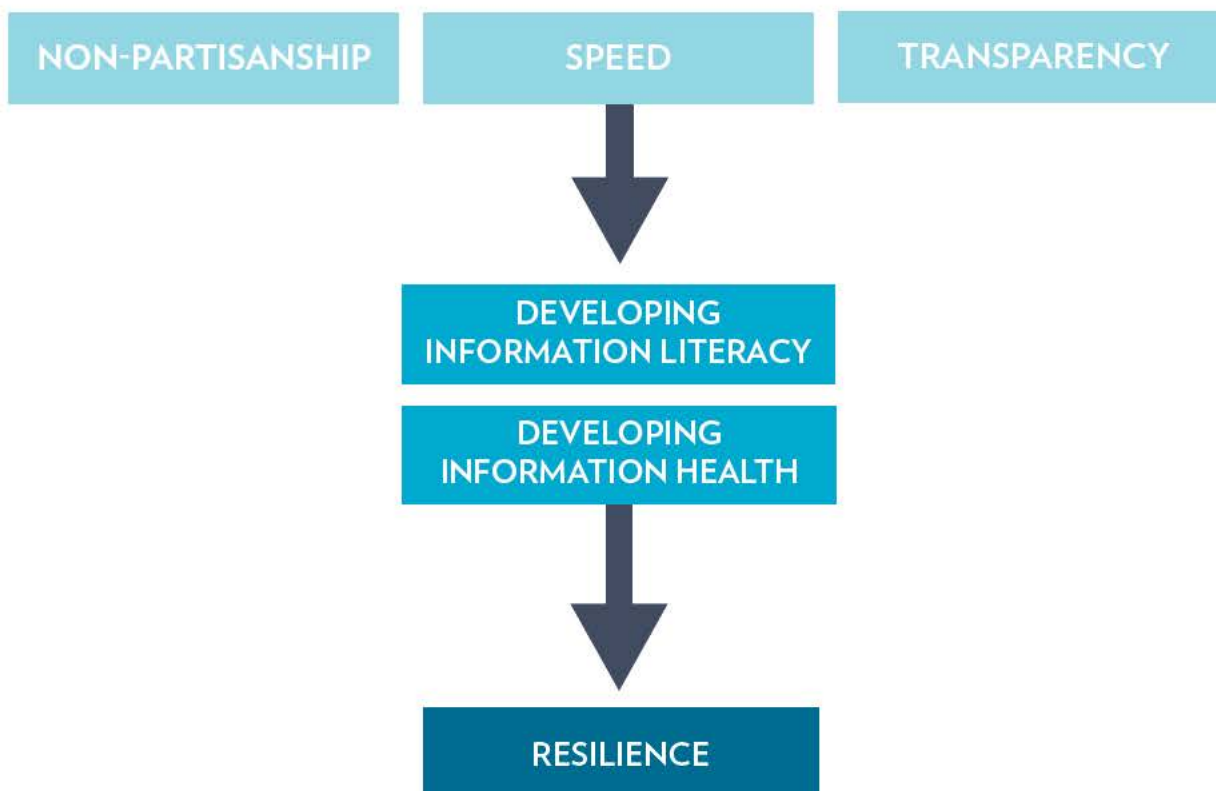 NON-PARTISANSHIP
SPEED
TRANSPARENCY
DEVELOPING
INFORMATION LITERACY
DEVELOPING
INFORMATION HEALTH
RESILIENCE